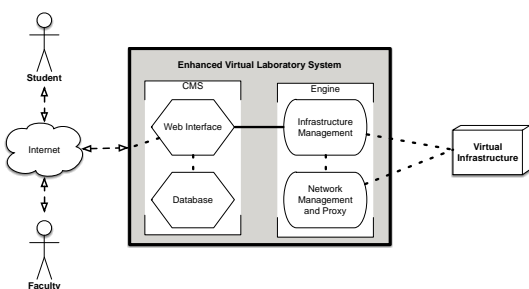 Enhanced Virtual Laboratory System
Student
CMS
Engine
Internet
Web Interface
Infrastructure
Management
Virtual
Infrastructure
Database
Network
Management
and Proxy
Faculty